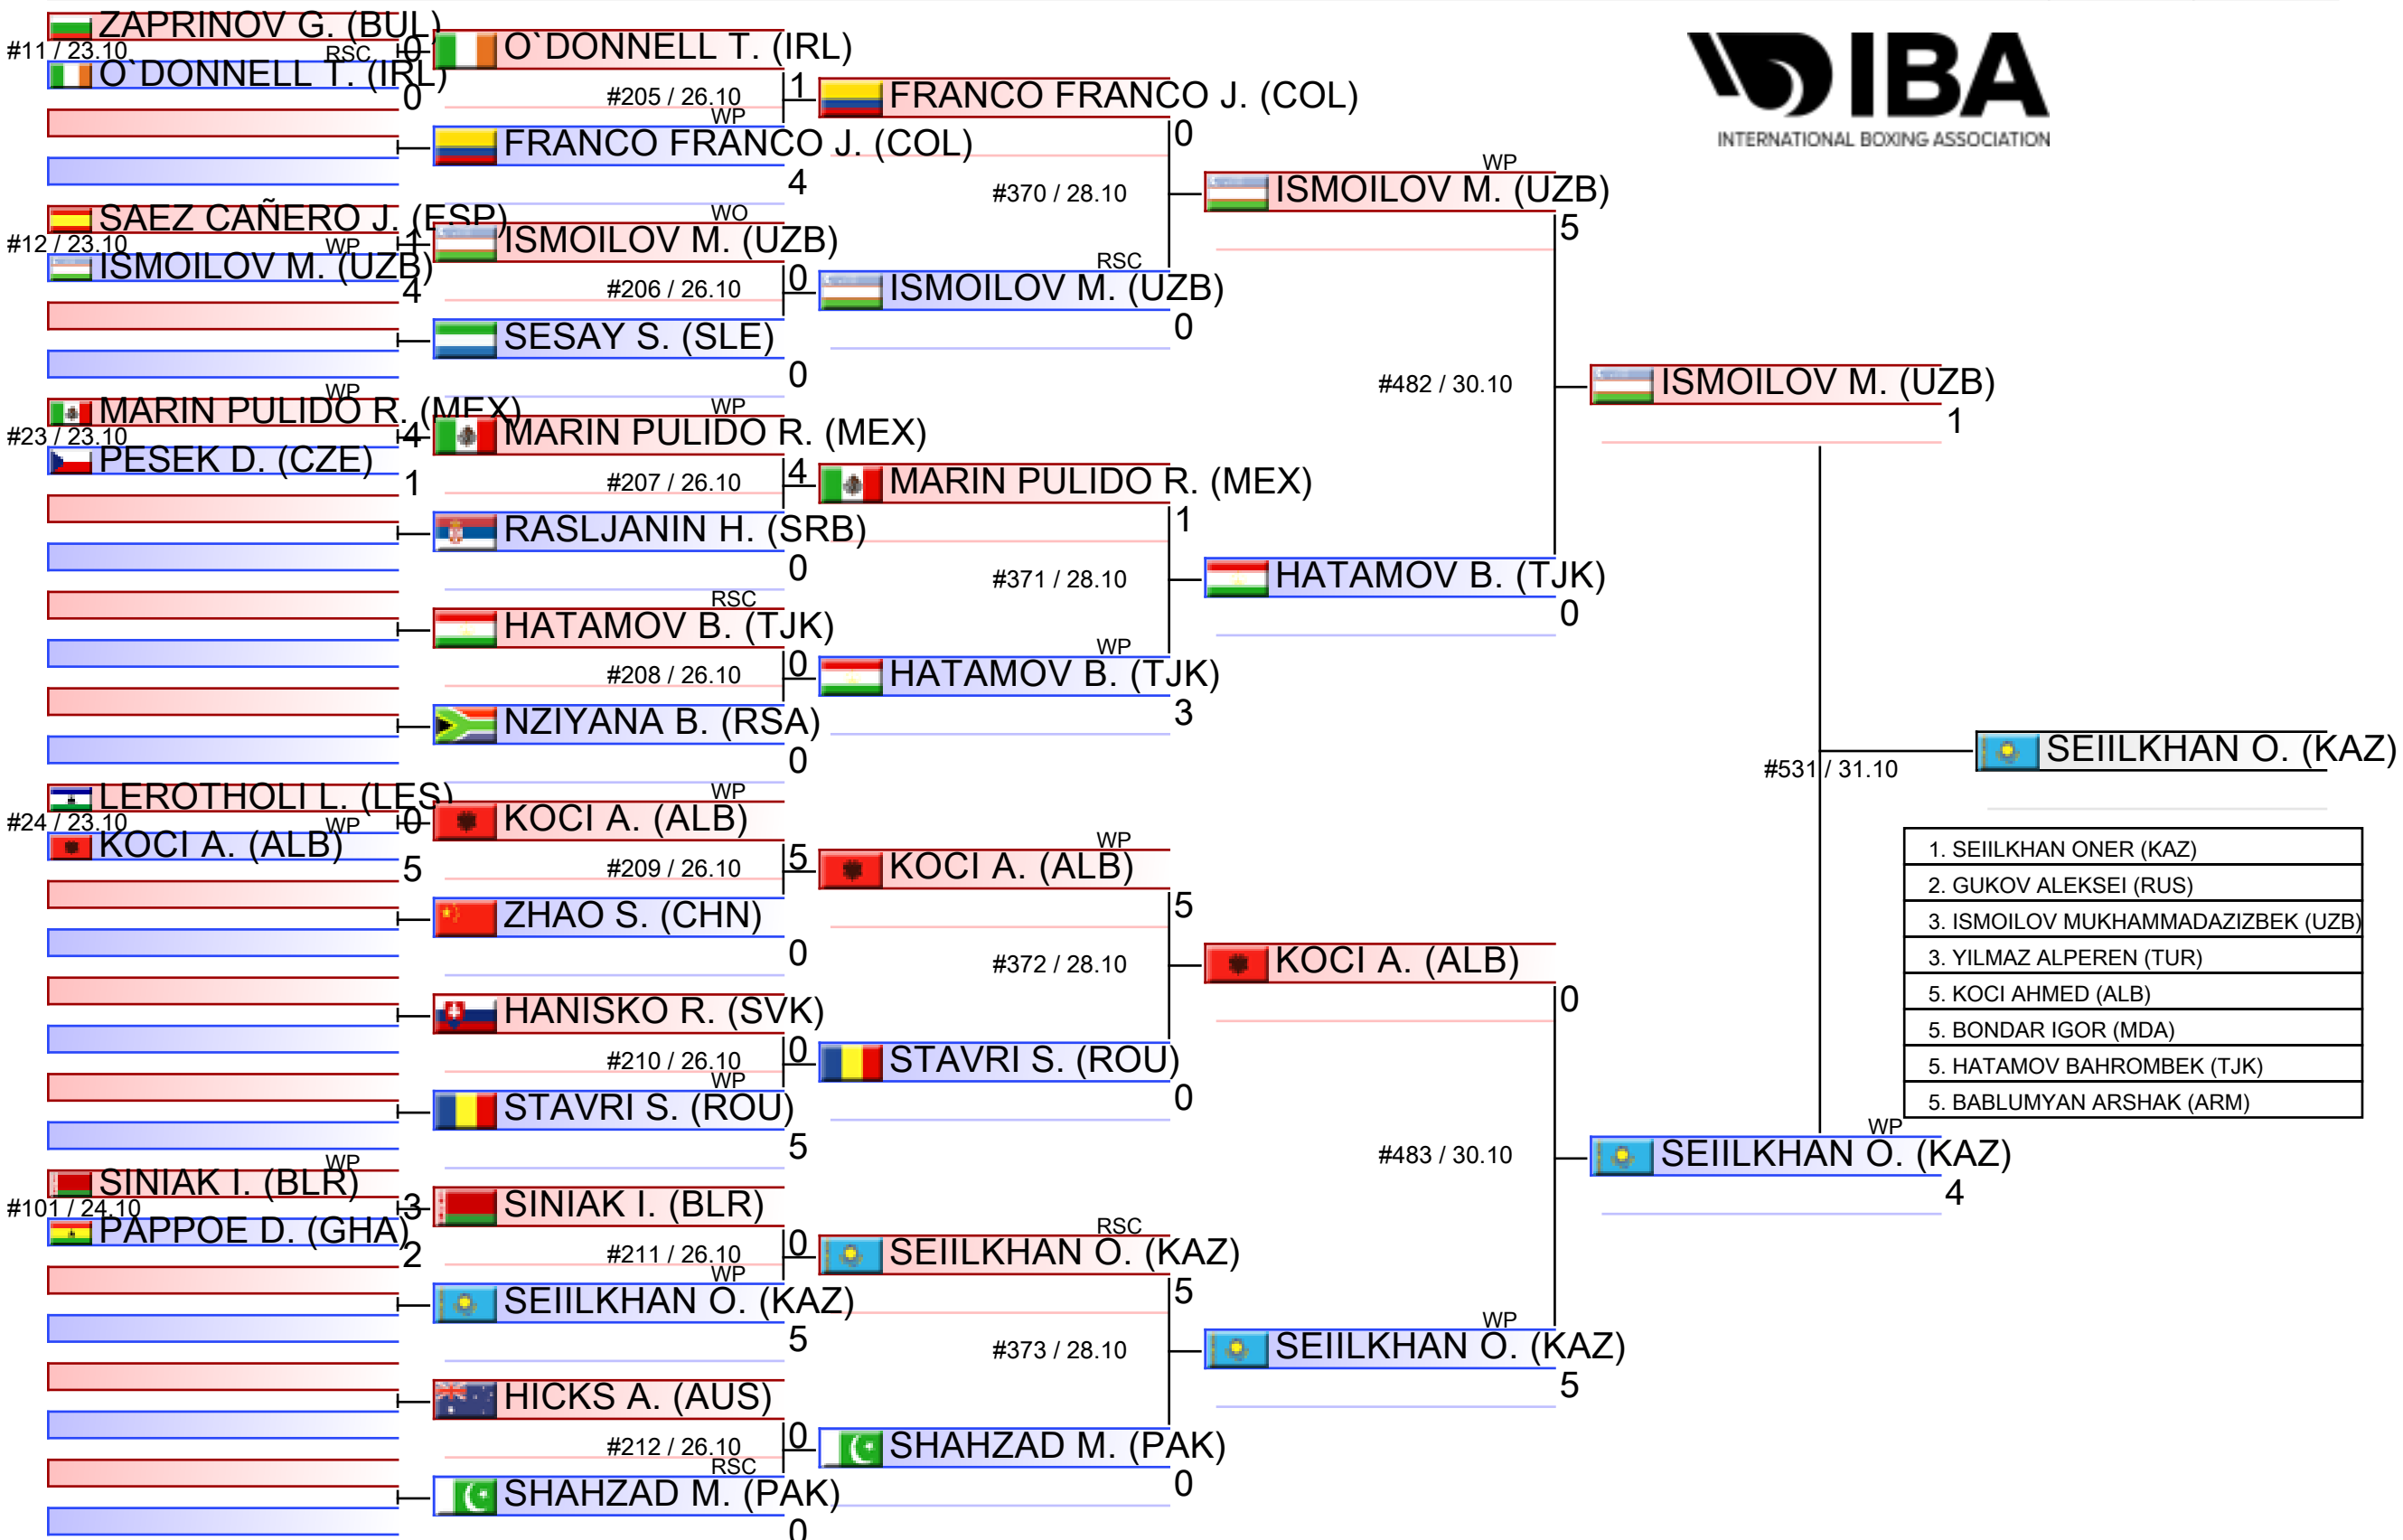 ZAPRINOV G. (BUL)
0
#11 / 23.10
RSC
O`DONNELL T. (IRL)
0
SAEZ CAÑERO J. (ESP)
1
#12 / 23.10
WP
ISMOILOV M. (UZB)
4
WP
MARIN PULIDO R. (MEX)
4
#23 / 23.10
PESEK D. (CZE)
1
LEROTHOLI L. (LES)
0
#24 / 23.10
WP
KOCI A. (ALB)
5
WP
SINIAK I. (BLR)
3
#101 / 24.10
PAPPOE D. (GHA)
2
O`DONNELL T. (IRL)
1
#205 / 26.10
WP
FRANCO FRANCO J. (COL)
4
WO
ISMOILOV M. (UZB)
0
#206 / 26.10
SESAY S. (SLE)
0
WP
MARIN PULIDO R. (MEX)
4
#207 / 26.10
RASLJANIN H. (SRB)
0
RSC
HATAMOV B. (TJK)
0
#208 / 26.10
NZIYANA B. (RSA)
0
WP
KOCI A. (ALB)
5
#209 / 26.10
ZHAO S. (CHN)
0
HANISKO R. (SVK)
0
#210 / 26.10
WP
STAVRI S. (ROU)
5
SINIAK I. (BLR)
0
#211 / 26.10
WP
SEIILKHAN O. (KAZ)
5
HICKS A. (AUS)
0
#212 / 26.10
RSC
SHAHZAD M. (PAK)
0
FRANCO FRANCO J. (COL)
0
#370 / 28.10
RSC
ISMOILOV M. (UZB)
0
MARIN PULIDO R. (MEX)
1
#371 / 28.10
WP
HATAMOV B. (TJK)
3
WP
KOCI A. (ALB)
5
#372 / 28.10
STAVRI S. (ROU)
0
RSC
SEIILKHAN O. (KAZ)
5
#373 / 28.10
SHAHZAD M. (PAK)
0
WP
ISMOILOV M. (UZB)
5
#482 / 30.10
HATAMOV B. (TJK)
0
KOCI A. (ALB)
0
#483 / 30.10
WP
SEIILKHAN O. (KAZ)
5
ISMOILOV M. (UZB)
1
#531 / 31.10
WP
SEIILKHAN O. (KAZ)
4
SEIILKHAN O. (KAZ)
IBA
INTERNATIONAL BOXING ASSOCIATION
1. SEIILKHAN ONER (KAZ)
2. GUKOV ALEKSEI (RUS)
3. ISMOILOV MUKHAMMADAZIZBEK (UZB)
3. YILMAZ ALPEREN (TUR)
5. KOCI AHMED (ALB)
5. BONDAR IGOR (MDA)
5. HATAMOV BAHROMBEK (TJK)
5. BABLUMYAN ARSHAK (ARM)